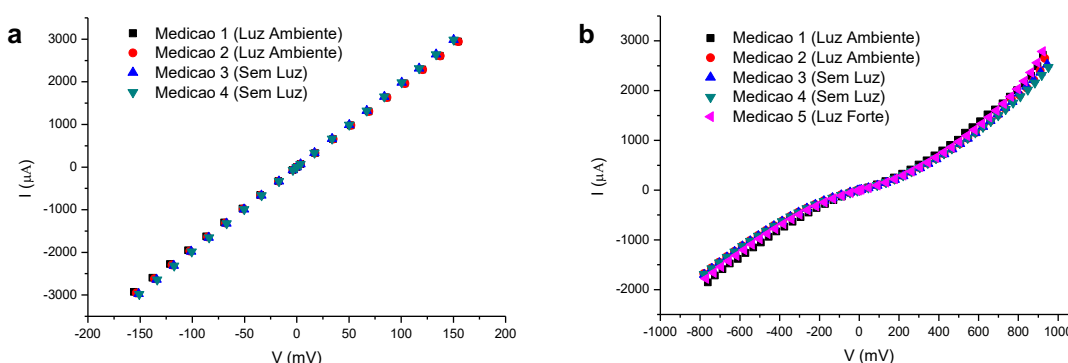 a
Medicao 1 (Luz Ambiente)
Medicao 2 (Luz Ambiente)
Medicao 3 (Sem Luz)
Medicao 4 (Sem Luz)
3000
2000
1000
0
-1000
-2000
-3000
I (μA)
-200 -150 -100 -50 0 50 100 150 200
V (mV)
b
Medicao 1 (Luz Ambiente)
Medicao 2 (Luz Ambiente)
Medicao 3 (Sem Luz)
Medicao 4 (Sem Luz)
Medicao 5 (Luz Forte)
3000
2000
1000
0
-1000
-2000
I (μA)
-1000 -800 -600 -400 -200 0 200 400 600 800 1000
V (mV)